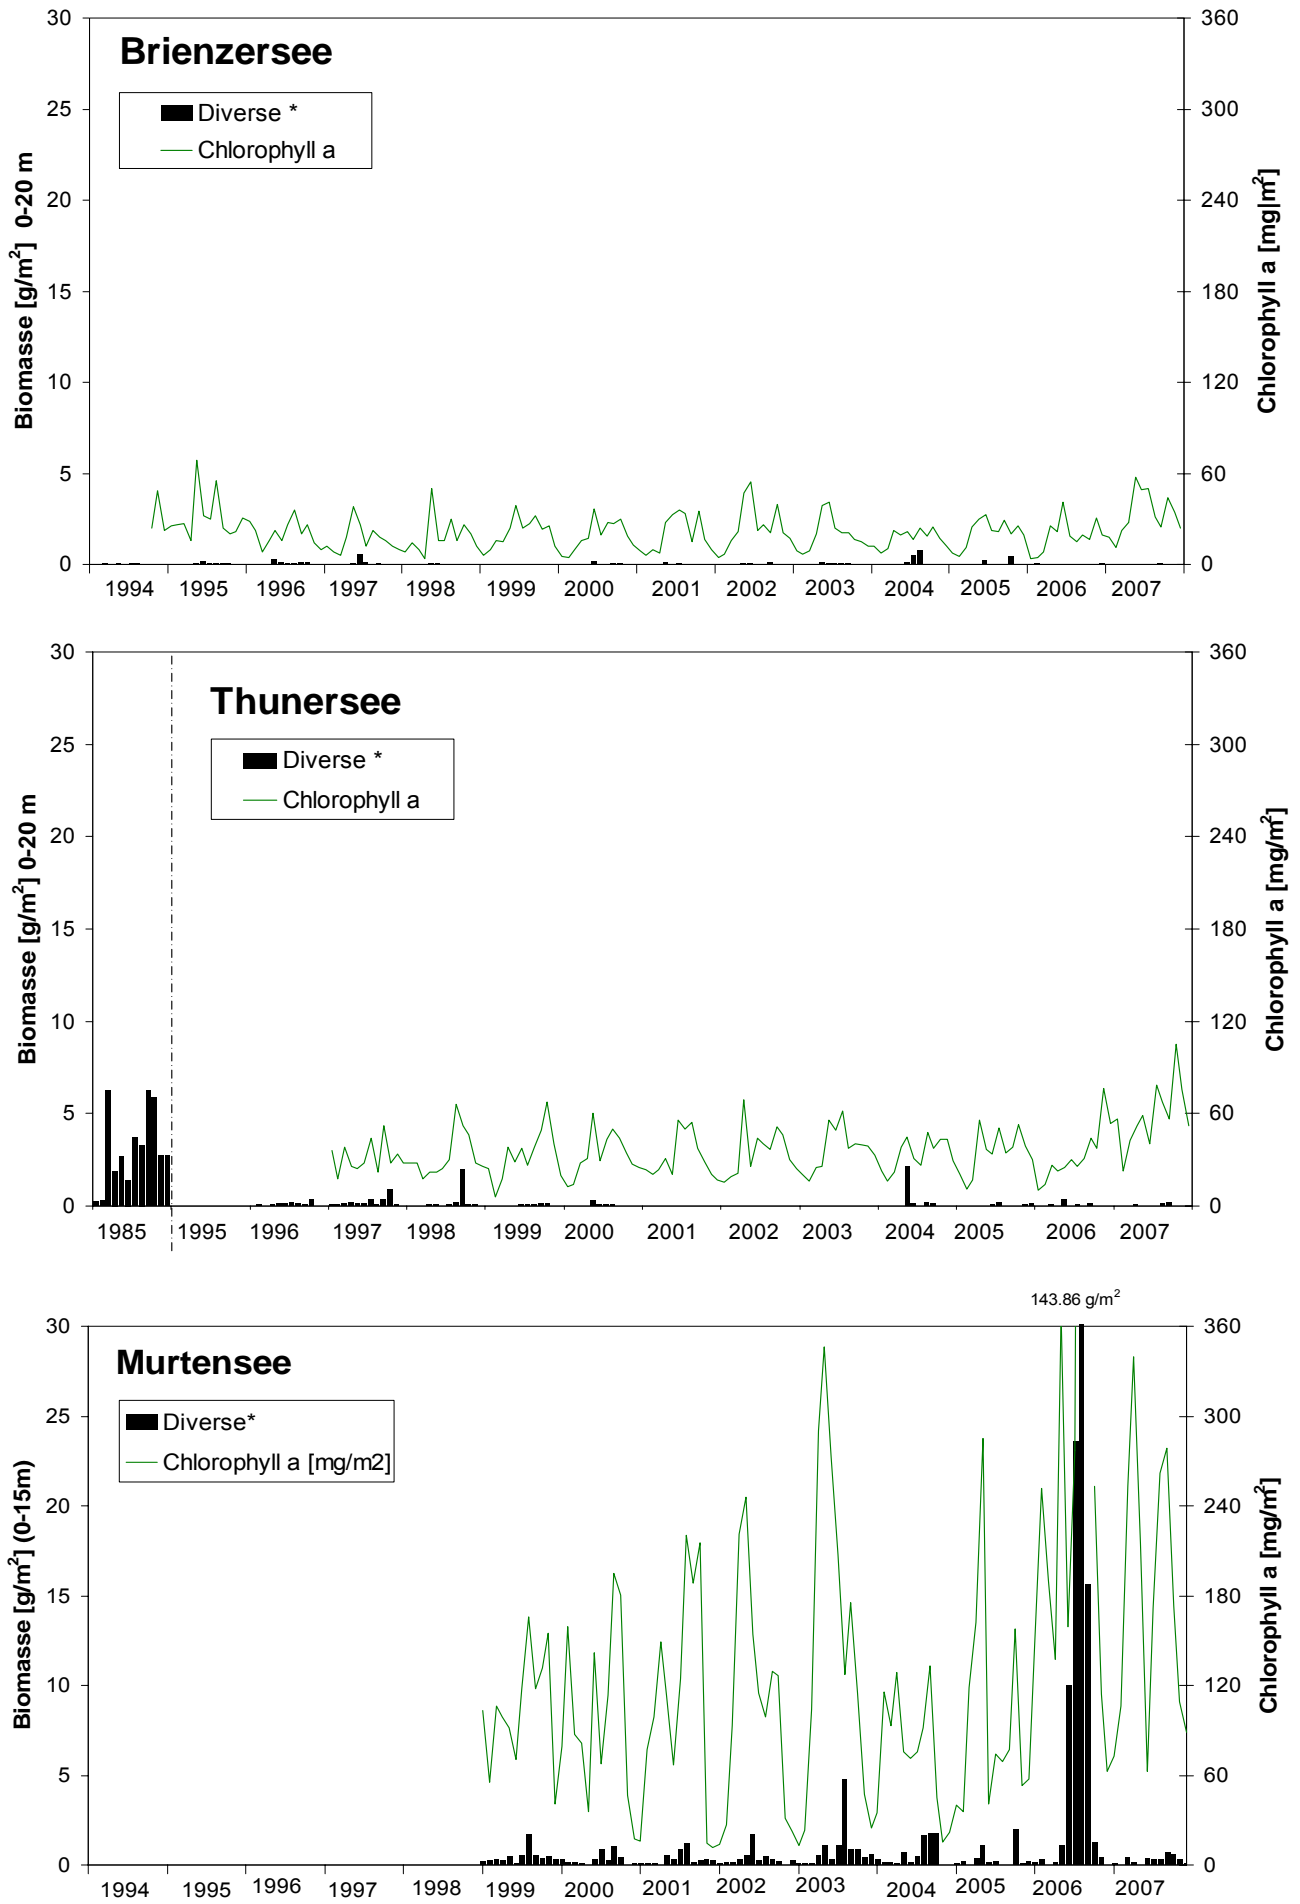 Brienzersee
Diverse *
Chlorophyll a
Biomasse [g/m²] 0-20 m
Chlorophyll a [mg|m²]
30
25
20
15
10
5
0
360
300
240
180
120
60
0
1994 1995 1996 1997 1998 1999 2000 2001 2002 2003 2004 2005 2006 2007
Thunersee
Diverse *
Chlorophyll a
Biomasse [g/m²] 0-20 m
Chlorophyll a [mg/m²]
30
25
20
15
10
5
0
360
300
240
180
120
60
0
1985 1995 1996 1997 1998 1999 2000 2001 2002 2003 2004 2005 2006 2007
143.86 g/m²
Murtensee
Diverse*
Chlorophyll a [mg/m2]
Biomasse [g/m²] (0-15m)
Chlorophyll a [mg/m²]
30
25
20
15
10
5
0
360
300
240
180
120
60
0
1994 1995 1996 1997 1998 1999 2000 2001 2002 2003 2004 2005 2006 2007